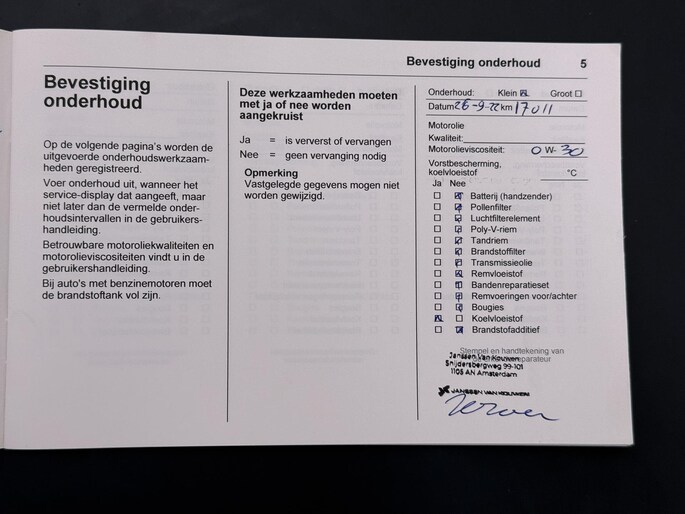 Bevestiging onderhoud 5
Bevestiging
onderhoud
Op de volgende pagina's worden de
uitgevoerde onderhoudswerkzaam-
heden geregistreerd.
Voer onderhoud uit, wanneer het
service-display dat aangeeft, maar
niet later dan de vermelde onder-
houdsintervallen in de gebruikers-
handleiding.
Betrouwbare motoroliekwaliteiten en
motorolieviscositeiten vindt u in de
gebruikershandleiding.
Bij auto's met benzinemotoren moet
de brandstoftank vol zijn.
Deze werkzaamheden moeten
met ja of nee worden
aangekruist
Ja = is ververst of vervangen
Nee = geen vervanging nodig
Opmerking
Vastgelegde gegevens mogen niet
worden gewijzigd.
Onderhoud: Klein Groot
Datum 26-9-22 km 17011
Motorolie
Kwaliteit:
Motorolieviscositeit: 0 W- 30
Vorstbescherming,
koelvloeistof °C
Ja Nee
Batterij (handzender)
Pollenfilter
Luchtfilterelement
Poly-V-riem
Tandriem
Brandstoffilter
Transmissieolie
Remvloeistof
Bandenreparatieset
Remvoeringen voor/achter
Bougies
Koelvloeistof
Brandstofadditief
Stempel en handtekening van
Janssen Van Kouwen
Snijdersbergweg 99-101
1105 AN Amsterdam
JANSSEN VAN KOUWEN